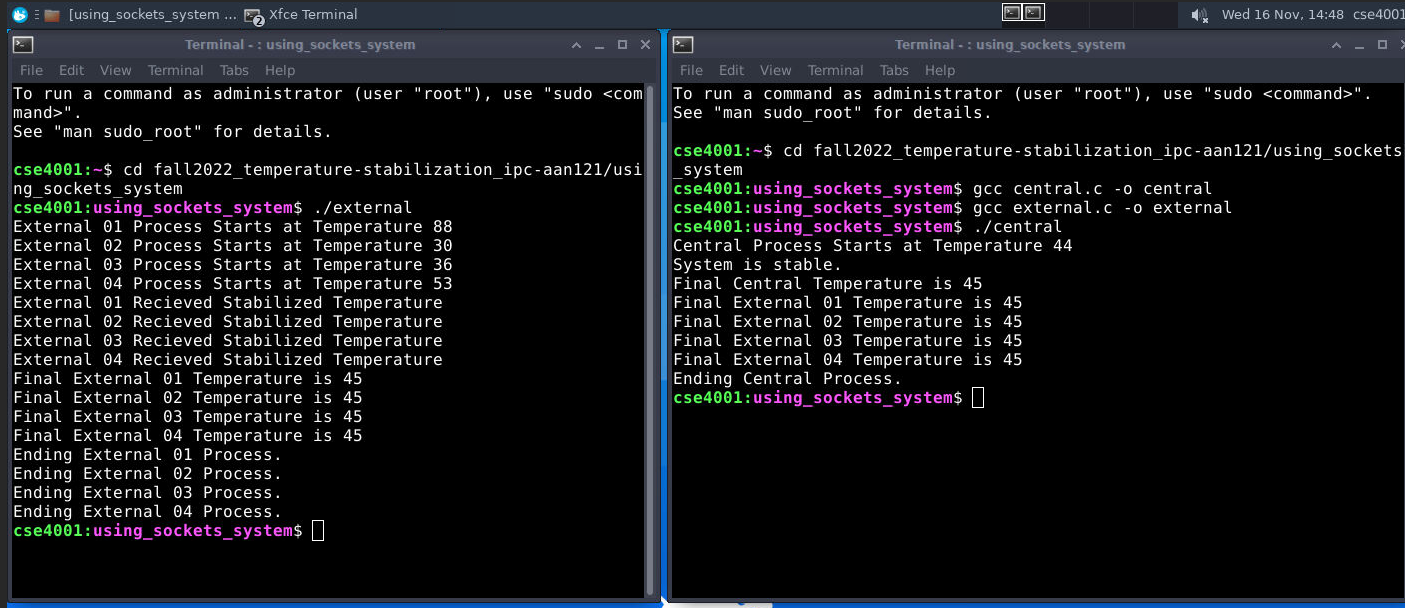 [using_sockets_system ... 2 Xfce Terminal Wed 16 Nov, 14:48 cse4001
Terminal - : using_sockets_system
File Edit View Terminal Tabs Help
To run a command as administrator (user "root"), use "sudo <com
mand>".
See "man sudo_root" for details.
cse4001:~$ cd fall2022_temperature-stabilization_ipc-aan121/usi
ng_sockets_system
cse4001:using_sockets_system$ ./external
External 01 Process Starts at Temperature 88
External 02 Process Starts at Temperature 30
External 03 Process Starts at Temperature 36
External 04 Process Starts at Temperature 53
External 01 Recieved Stabilized Temperature
External 02 Recieved Stabilized Temperature
External 03 Recieved Stabilized Temperature
External 04 Recieved Stabilized Temperature
Final External 01 Temperature is 45
Final External 02 Temperature is 45
Final External 03 Temperature is 45
Final External 04 Temperature is 45
Ending External 01 Process.
Ending External 02 Process.
Ending External 03 Process.
Ending External 04 Process.
cse4001:using_sockets_system$
Terminal - : using_sockets_system
File Edit View Terminal Tabs Help
To run a command as administrator (user "root"), use "sudo <command>".
See "man sudo_root" for details.
cse4001:~$ cd fall2022_temperature-stabilization_ipc-aan121/using_sockets
_system
cse4001:using_sockets_system$ gcc central.c -o central
cse4001:using_sockets_system$ gcc external.c -o external
cse4001:using_sockets_system$ ./central
Central Process Starts at Temperature 44
System is stable.
Final Central Temperature is 45
Final External 01 Temperature is 45
Final External 02 Temperature is 45
Final External 03 Temperature is 45
Final External 04 Temperature is 45
Ending Central Process.
cse4001:using_sockets_system$